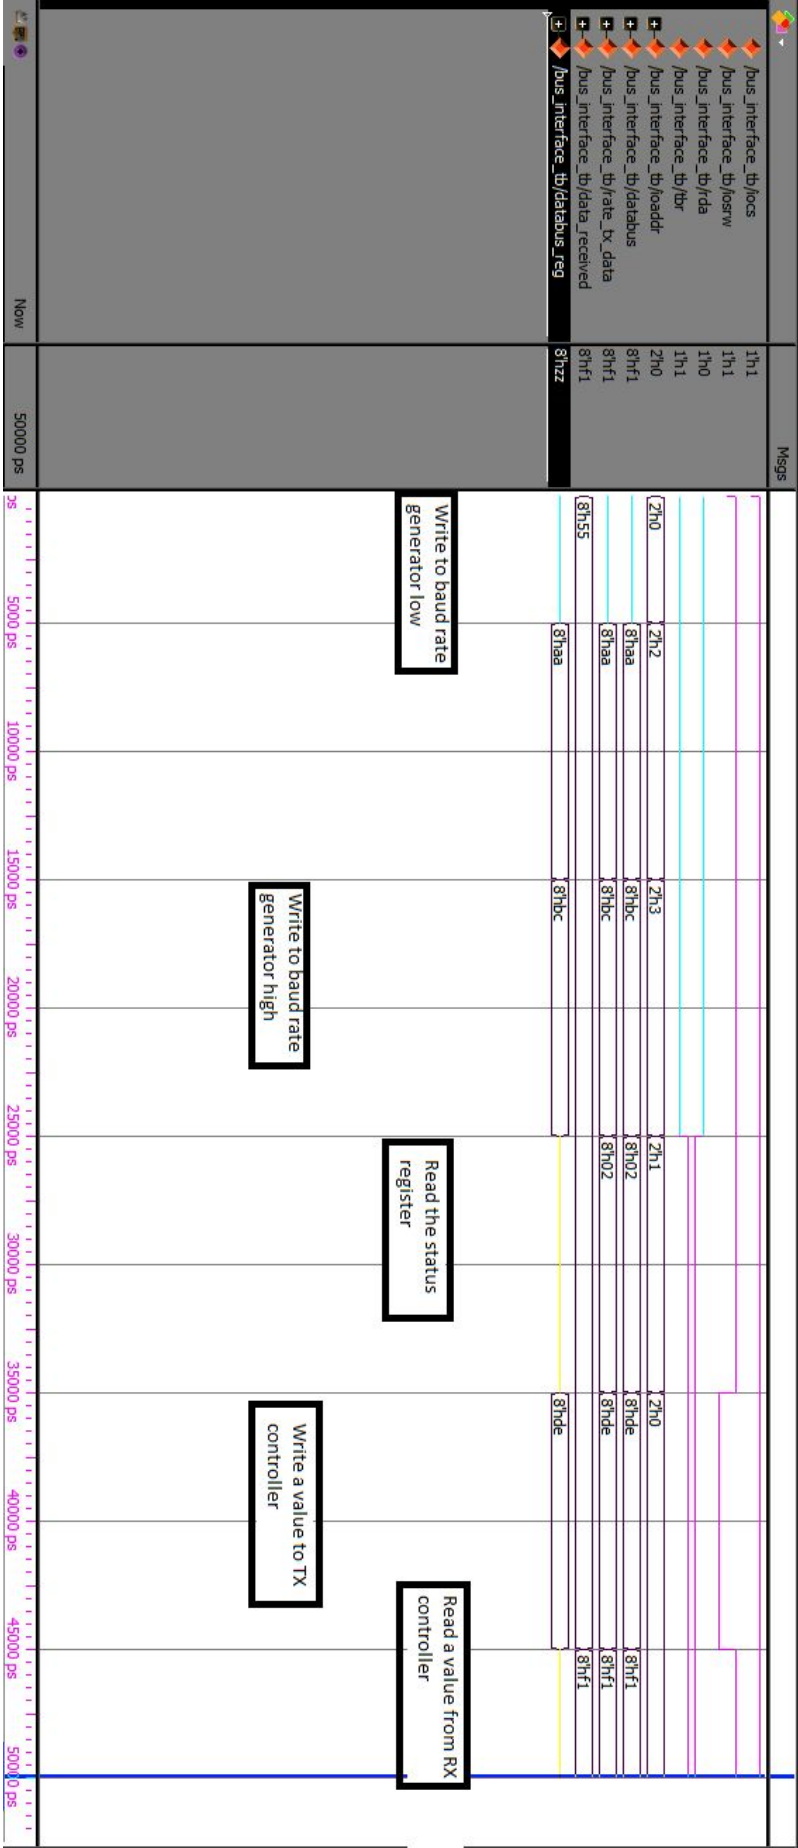 Msgs
/bus_interface_tb/iocs 1'h1
/bus_interface_tb/iosrw 1'h1
/bus_interface_tb/rda 1'h0
/bus_interface_tb/tbr 1'h1
/bus_interface_tb/ioaddr 2'h0 2'h0 2'h2 2'h3 2'h1 2'h0
/bus_interface_tb/databus 8'hf1 8'haa 8'hbc 8'h02 8'hde 8'hf1
/bus_interface_tb/rate_tx_data 8'hf1 8'haa 8'hbc 8'h02 8'hde 8'hf1
/bus_interface_tb/data_received 8'hf1 8'h55 8'hf1
/bus_interface_tb/databus_reg 8'hzz 8'haa 8'hbc 8'hde
Write to baud rate
generator low
Write to baud rate
generator high
Read the status
register
Write a value to TX
controller
Read a value from RX
controller
Now 50000 ps ps 5000 ps 10000 ps 15000 ps 20000 ps 25000 ps 30000 ps 35000 ps 40000 ps 45000 ps 50000 ps